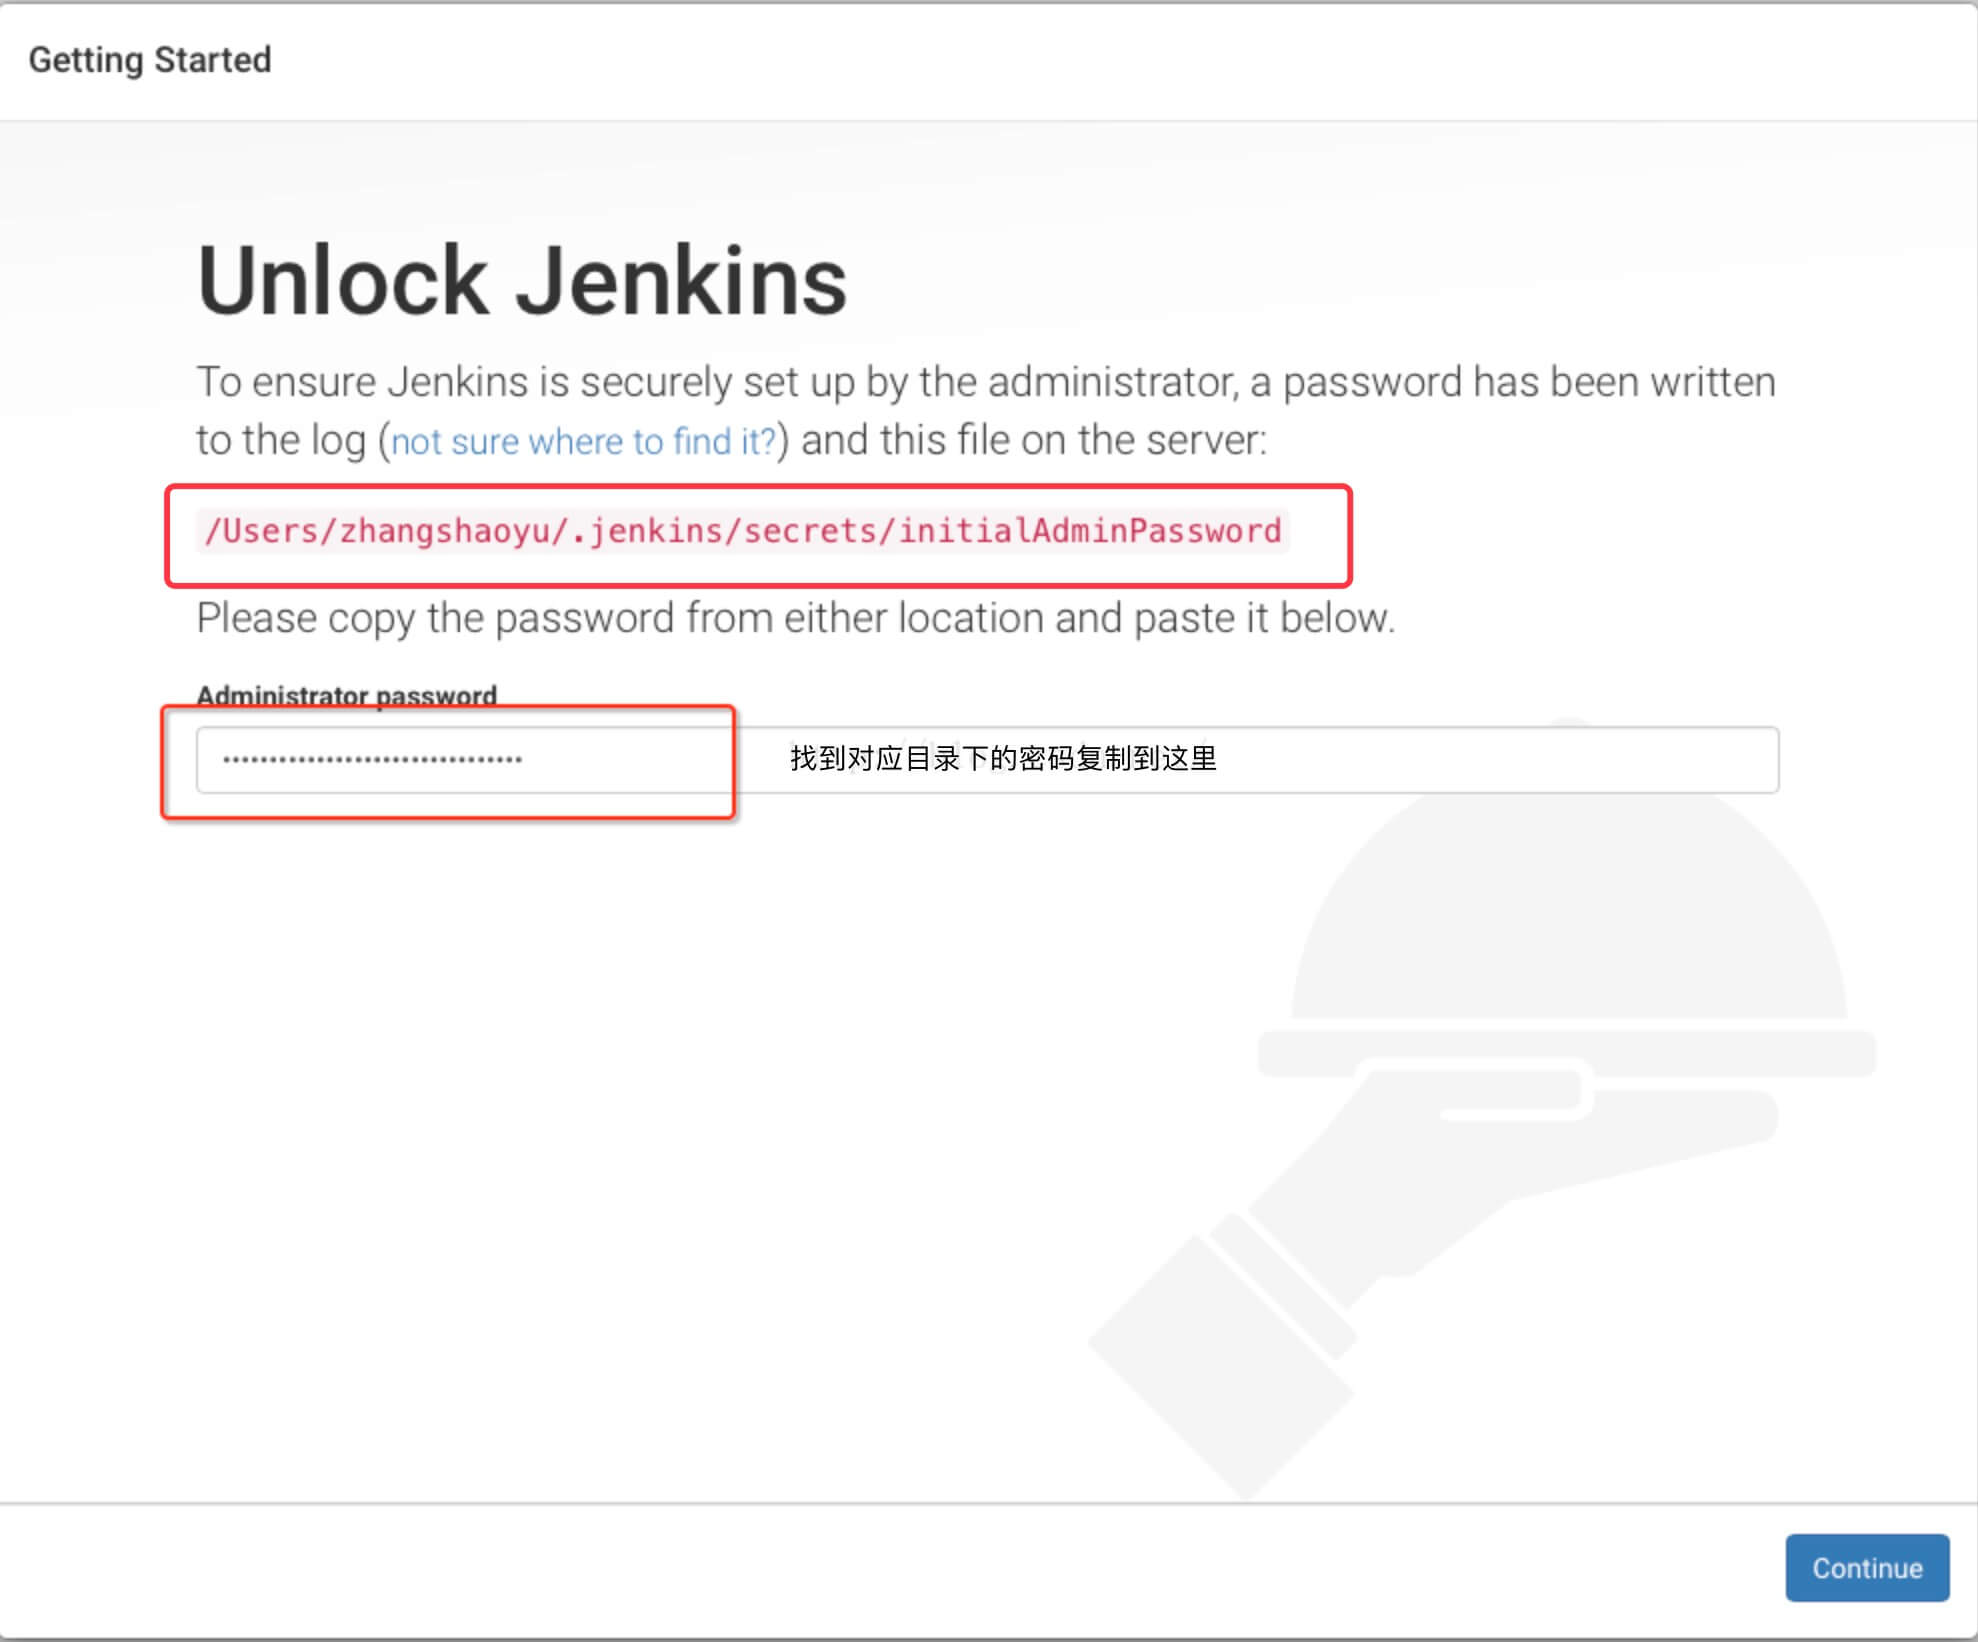 Getting Started
Unlock Jenkins
To ensure Jenkins is securely set up by the administrator, a password has been written
to the log (not sure where to find it?) and this file on the server:
/Users/zhangshaoyu/.jenkins/secrets/initialAdminPassword
Please copy the password from either location and paste it below.
Administrator password
找到对应目录下的密码复制到这里
Continue